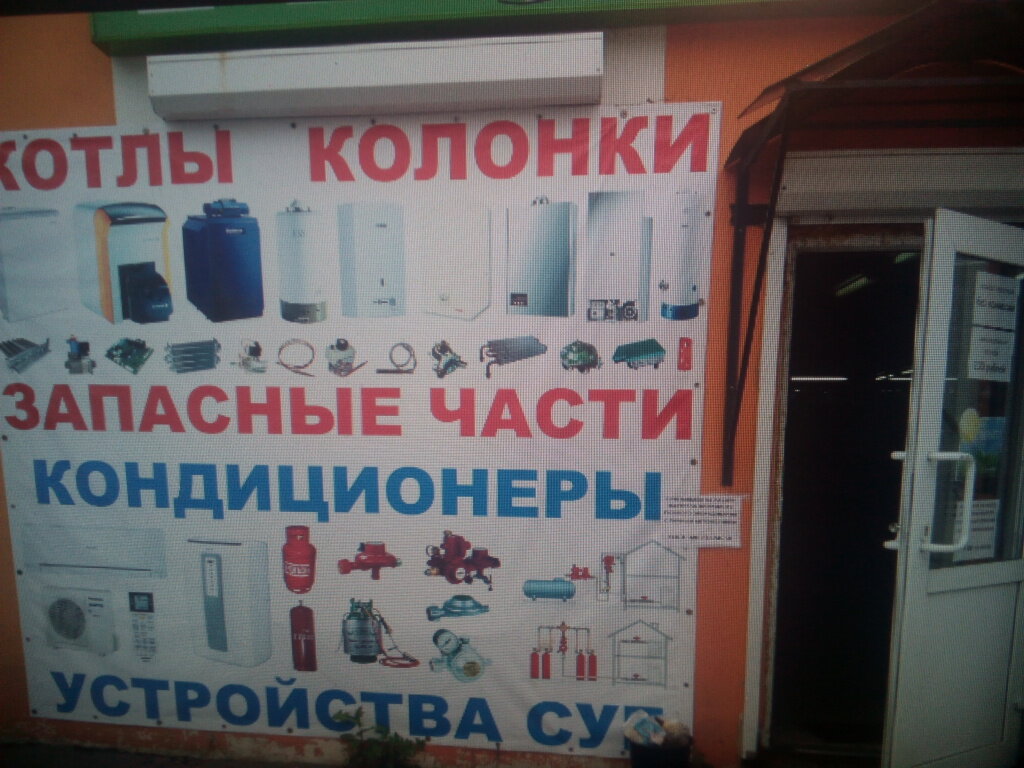 КОТЛЫ КОЛОНКИ
ЗАПАСНЫЕ ЧАСТИ
КОНДИЦИОНЕРЫ
УСТРОЙСТВА СУГ